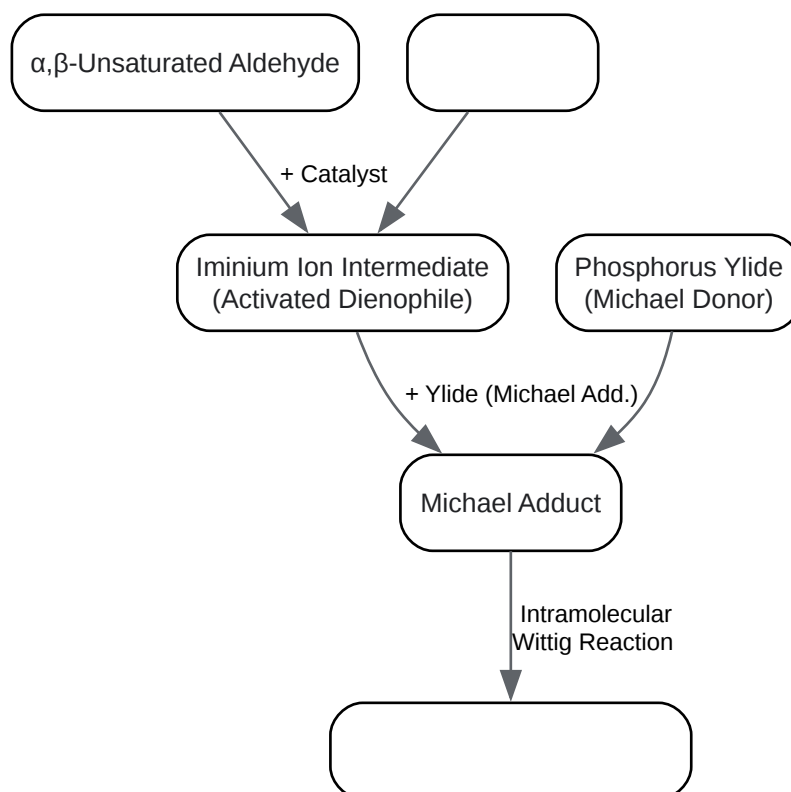 α,β-Unsaturated Aldehyde
+ Catalyst
Iminium Ion Intermediate
(Activated Dienophile)
Phosphorus Ylide
(Michael Donor)
+ Ylide (Michael Add.)
Michael Adduct
Intramolecular
Wittig Reaction